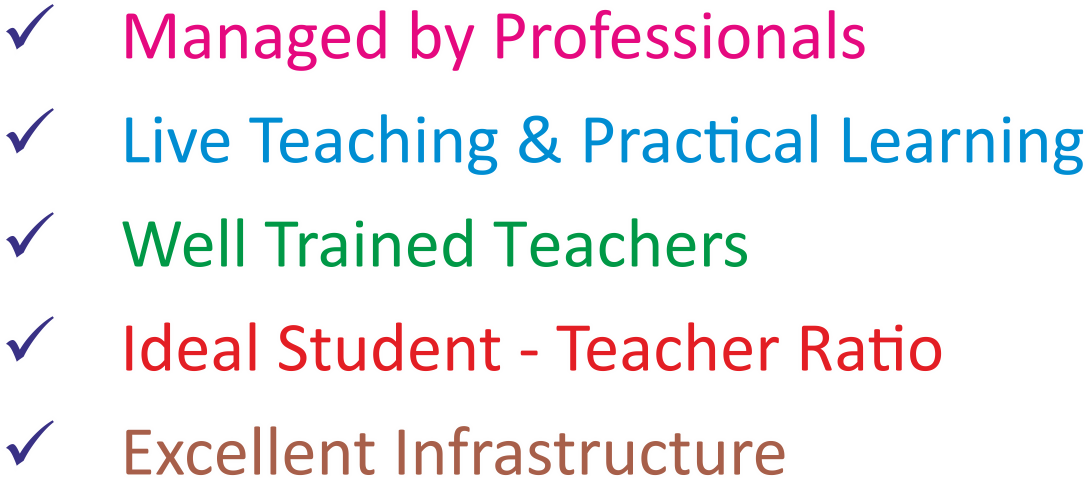 ✓ Managed by Professionals
✓ Live Teaching & Practical Learning
✓ Well Trained Teachers
✓ Ideal Student - Teacher Ratio
✓ Excellent Infrastructure